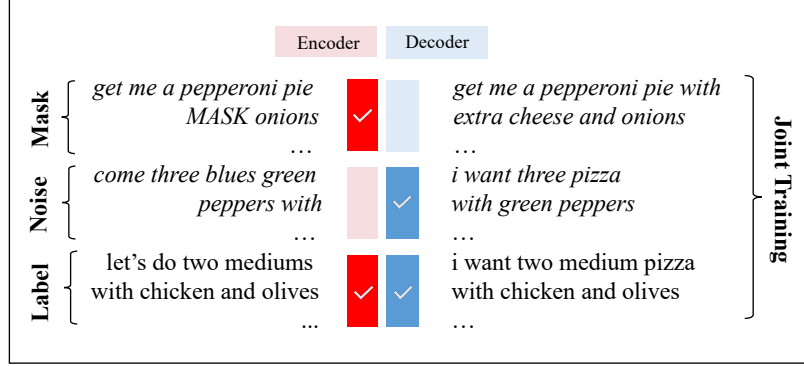 Encoder Decoder
Mask
get me a pepperoni pie
MASK onions
…
get me a pepperoni pie with
extra cheese and onions
…
Noise
come three blues green
peppers with
…
i want three pizza
with green peppers
…
Label
let’s do two mediums
with chicken and olives
...
i want two medium pizza
with chicken and olives
…
Joint Training